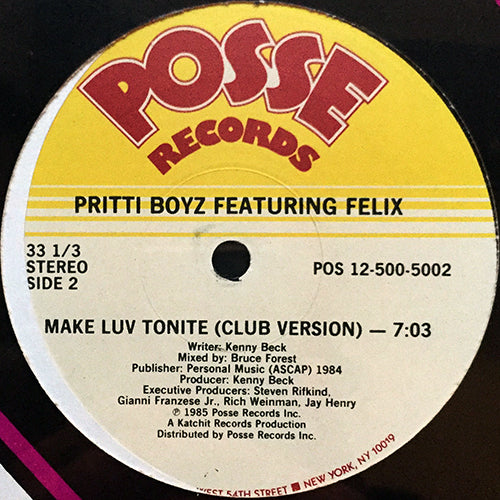 POSSE
RECORDS
PRITTI BOYZ FEATURING FELIX
33 1/3
STEREO
SIDE 2
POS 12-500-5002
MAKE LUV TONITE (CLUB VERSION) — 7:03
Writer: Kenny Beck
Mixed by: Bruce Forest
Publisher: Personal Music (ASCAP) 1984
Producer: Kenny Beck
Executive Producers: Steven Rifkind,
Gianni Franzese Jr., Rich Weinman, Jay Henry
℗ 1985 Posse Records Inc.
A Katchit Records Production
Distributed by Posse Records Inc.
WEST 54TH STREET ■ NEW YORK, NY 10019